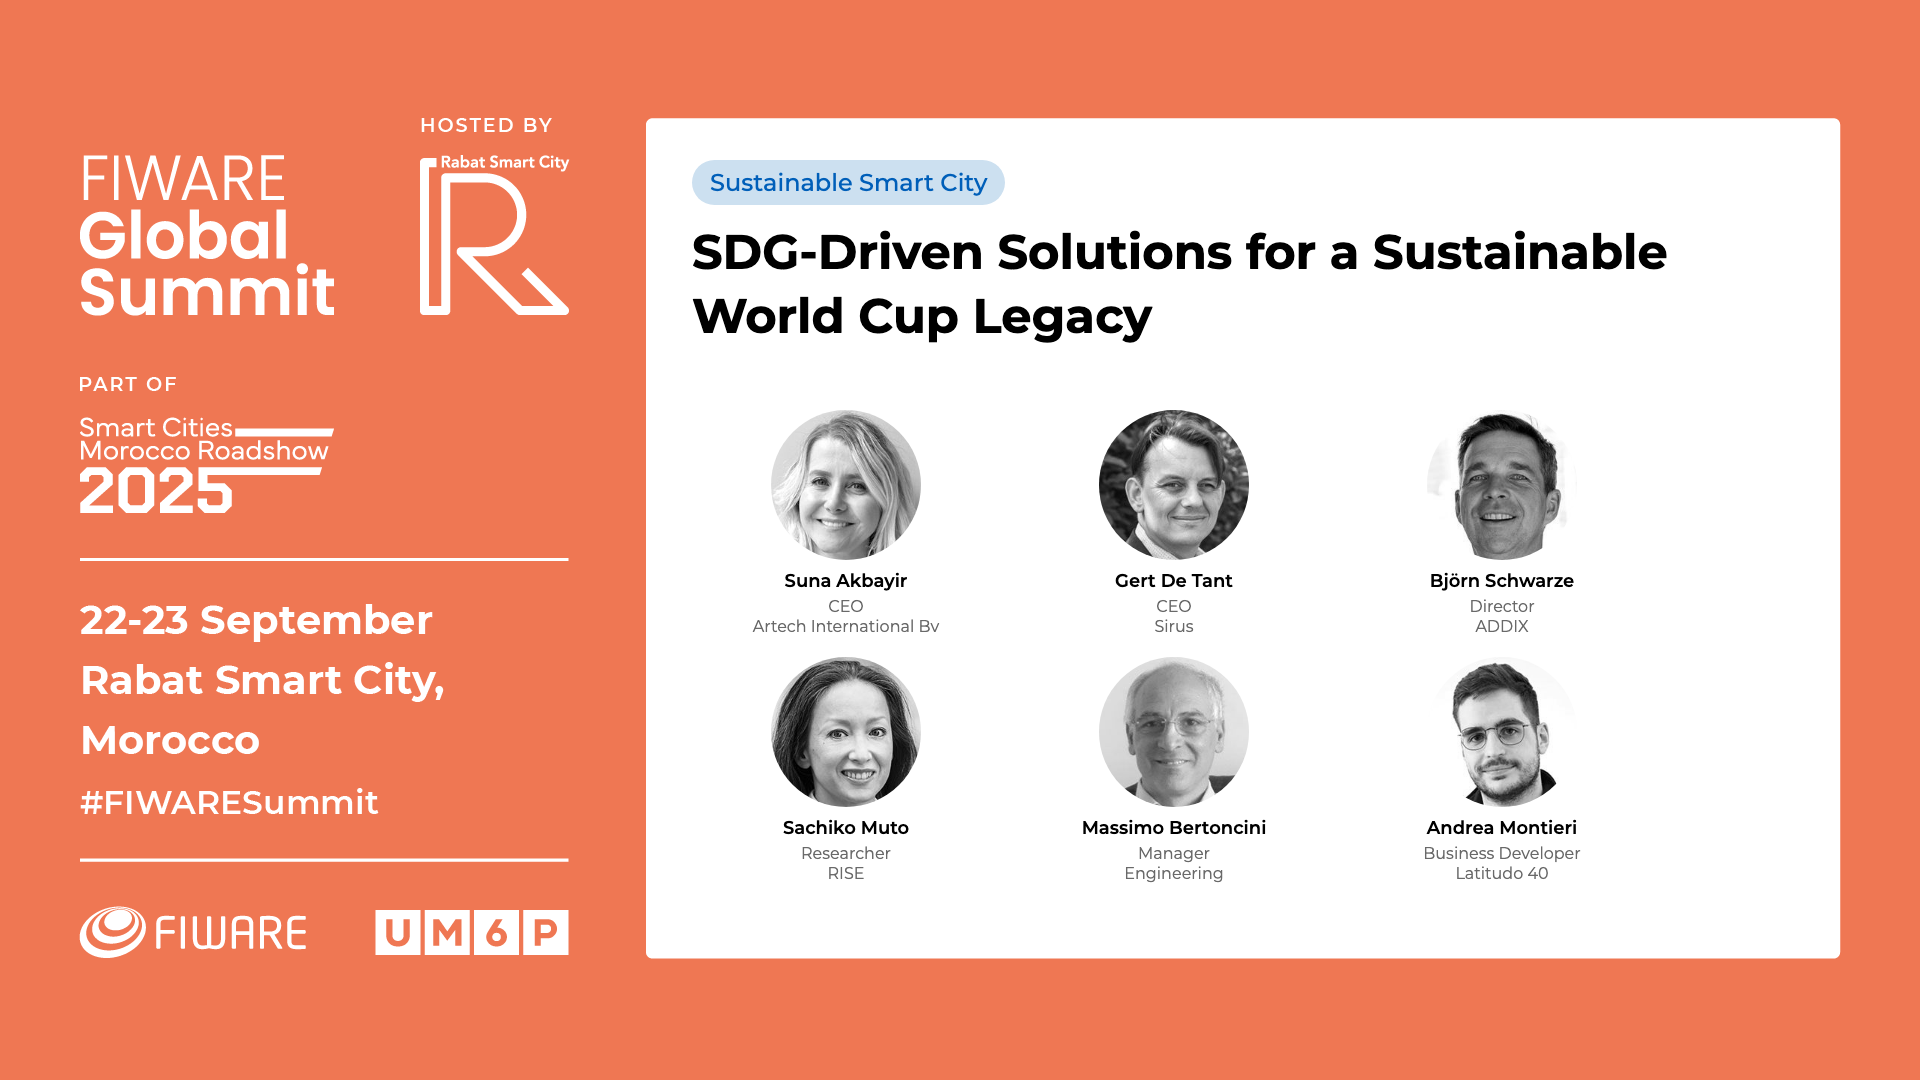 FIWARE
Global
Summit
HOSTED BY
Rabat Smart City
R
PART OF
Smart Cities
Morocco Roadshow
2025
22-23 September
Rabat Smart City,
Morocco
#FIWARESummit
FIWARE
UM6P
Sustainable Smart City
SDG-Driven Solutions for a Sustainable
World Cup Legacy
Suna Akbayir
CEO
Artech International Bv
Gert De Tant
CEO
Sirus
Björn Schwarze
Director
ADDIX
Sachiko Muto
Researcher
RISE
Massimo Bertoncini
Manager
Engineering
Andrea Montieri
Business Developer
Latitudo 40